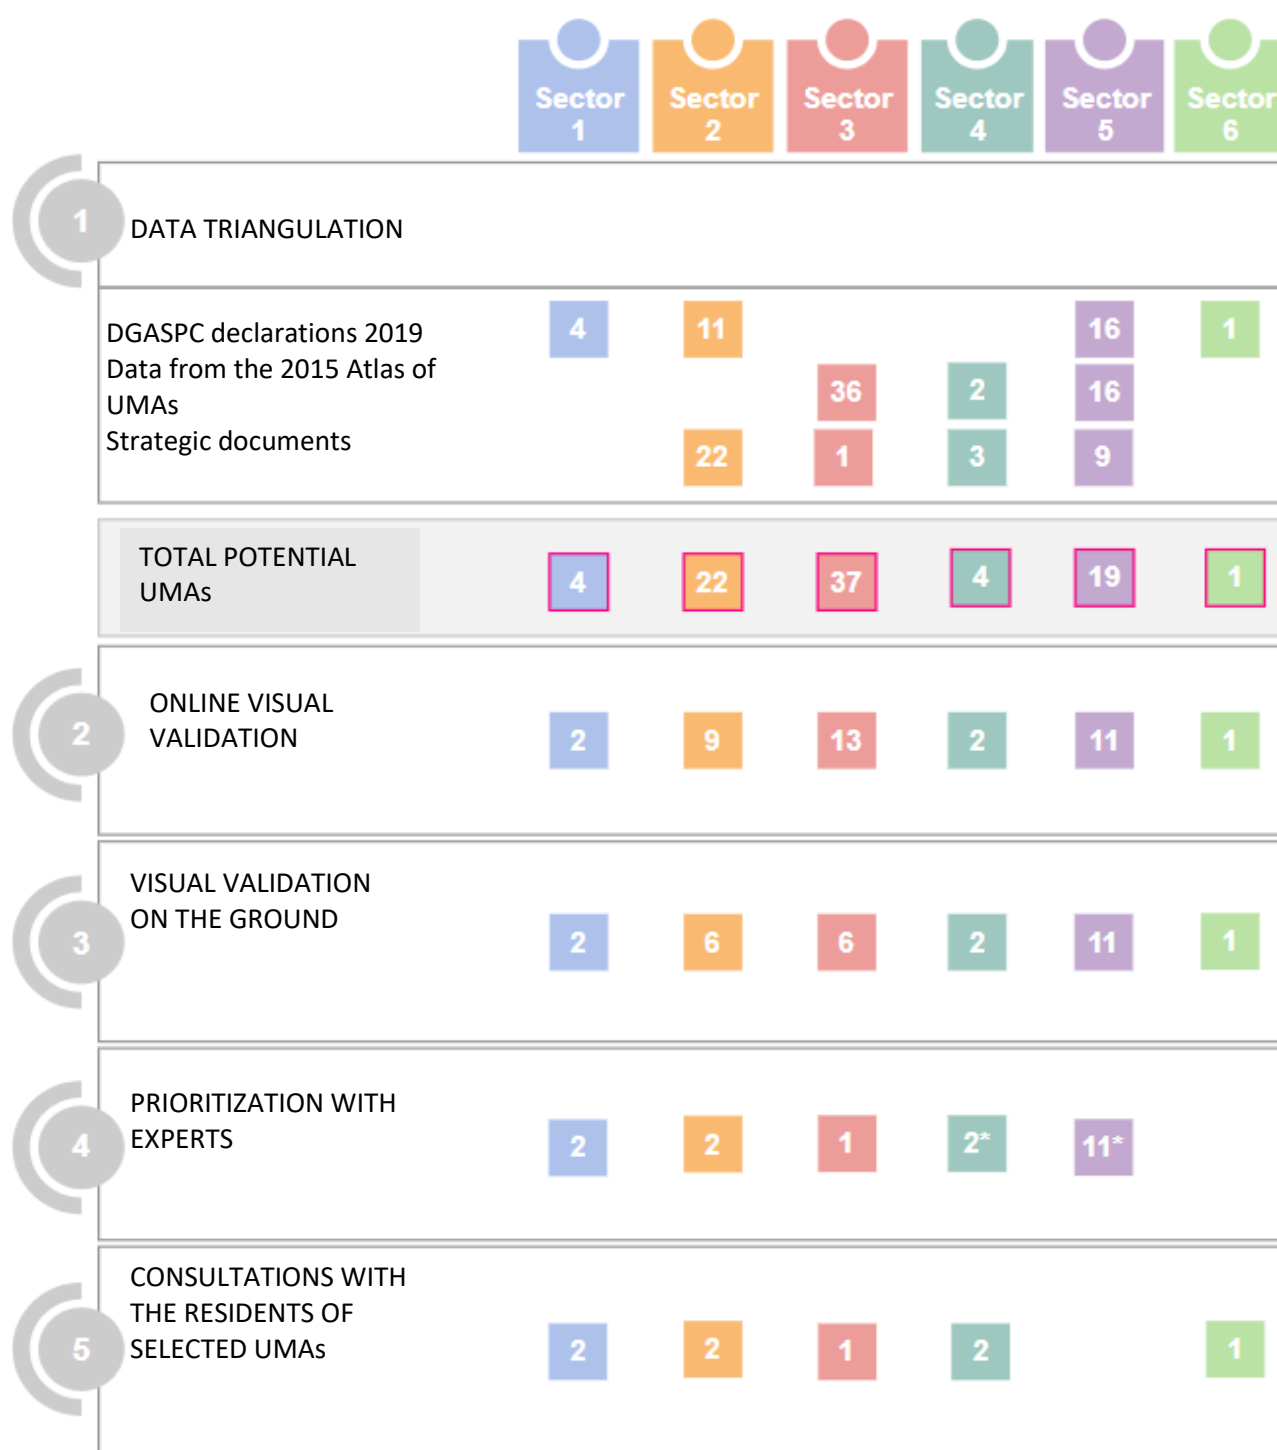 Sector Sector Sector Sector Sector Sector
1 2 3 4 5 6
1 DATA TRIANGULATION
DGASPC declarations 2019 4 11 16 1
Data from the 2015 Atlas of
UMAs 36 2 16
Strategic documents 22 1 3 9
TOTAL POTENTIAL
UMAs 4 22 37 4 19 1
ONLINE VISUAL
2 VALIDATION 2 9 13 2 11 1
VISUAL VALIDATION
ON THE GROUND
3 2 6 6 2 11 1
PRIORITIZATION WITH
4 EXPERTS 2 2 1 2* 11*
CONSULTATIONS WITH
THE RESIDENTS OF
5 SELECTED UMAs 2 2 1 2 1